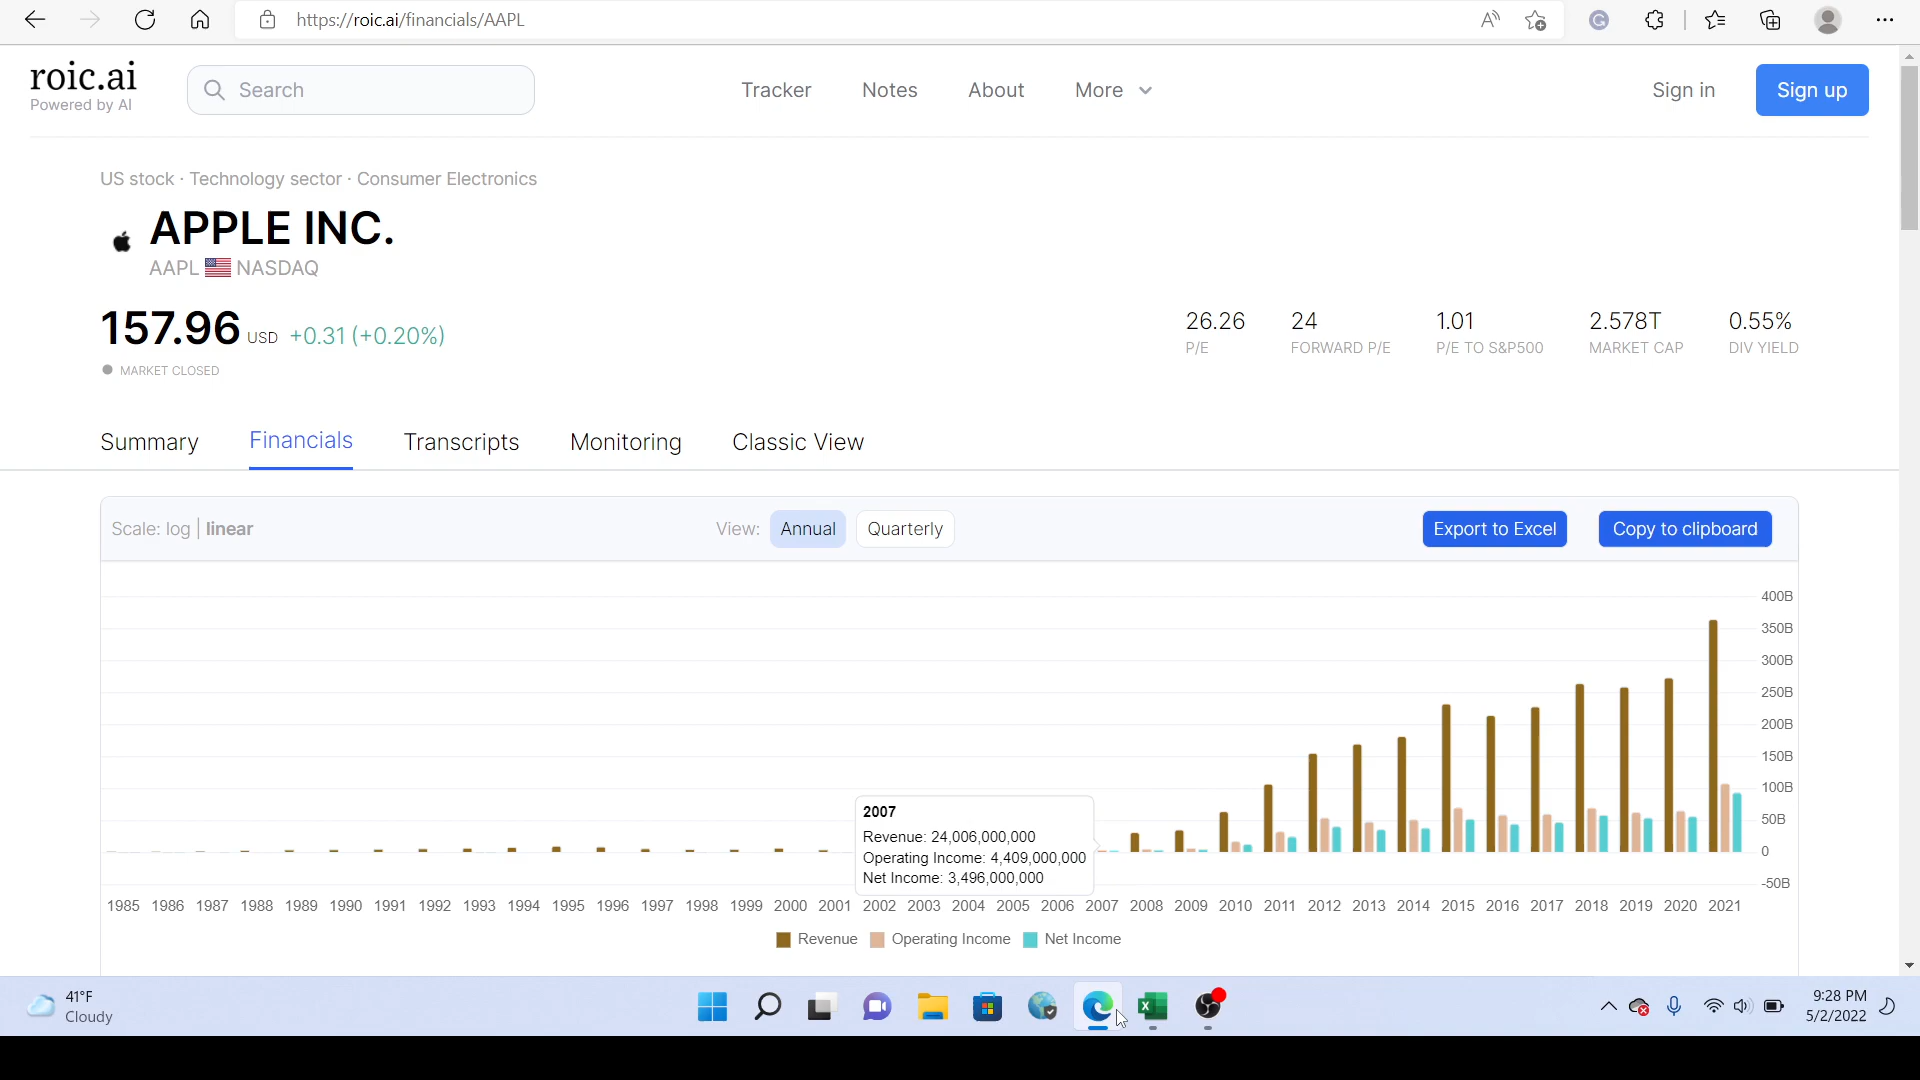 https://roic.ai/financials/AAPL
roic.ai
Powered by AI
Search
Tracker Notes About More
Sign in Sign up
US stock · Technology sector · Consumer Electronics
APPLE INC.
AAPL NASDAQ
157.96 USD +0.31 (+0.20%)
MARKET CLOSED
26.26 24 1.01 2.578T 0.55%
P/E FORWARD P/E P/E TO S&P500 MARKET CAP DIV YIELD
Summary Financials Transcripts Monitoring Classic View
Scale: log | linear View: Annual Quarterly Export to Excel Copy to clipboard
400B
350B
300B
250B
200B
150B
100B
50B
0
-50B
2007
Revenue: 24,006,000,000
Operating Income: 4,409,000,000
Net Income: 3,496,000,000
1985 1986 1987 1988 1989 1990 1991 1992 1993 1994 1995 1996 1997 1998 1999 2000 2001 2002 2003 2004 2005 2006 2007 2008 2009 2010 2011 2012 2013 2014 2015 2016 2017 2018 2019 2020 2021
Revenue Operating Income Net Income
41°F
Cloudy
9:28 PM
5/2/2022